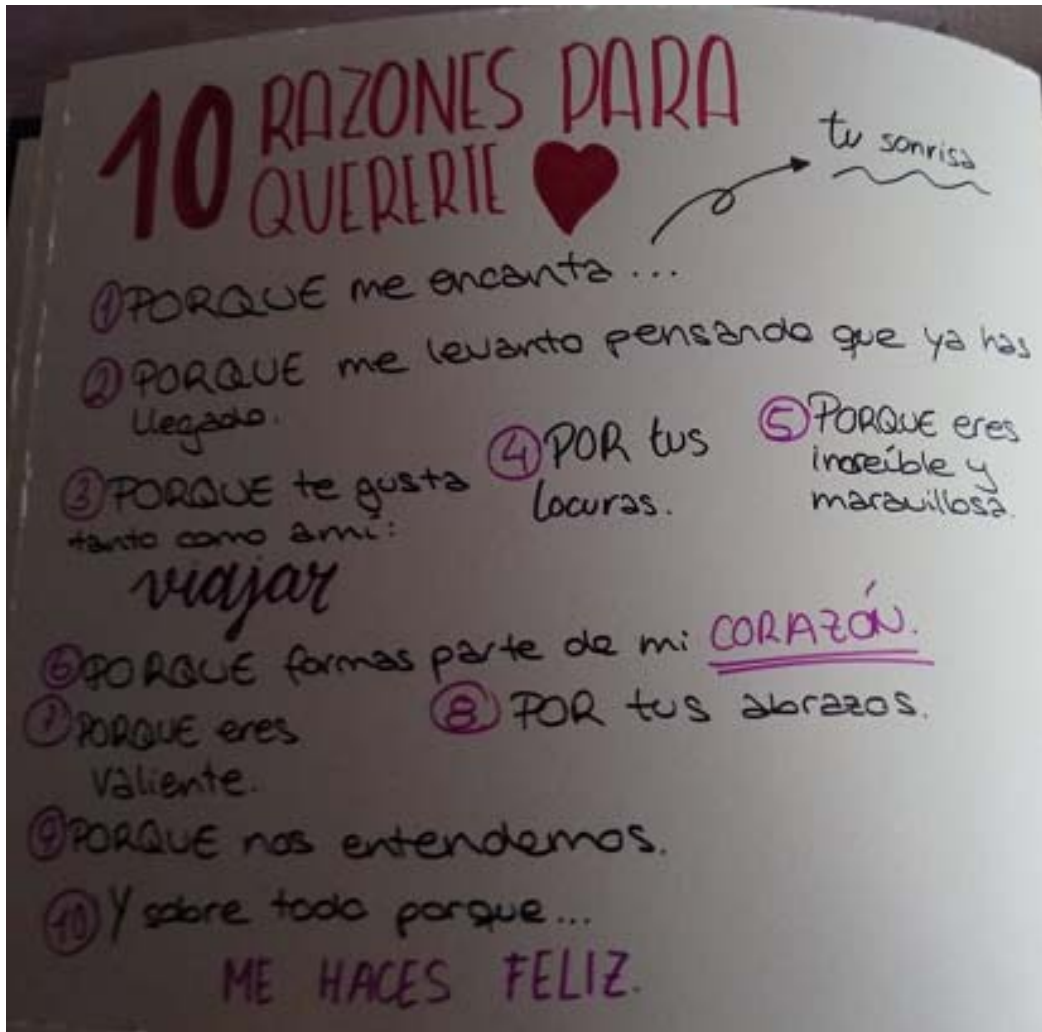 10 RAZONES PARA
QUERERTE
tu sonrisa
① PORQUE me encanta ...
② PORQUE me levanto pensando que ya has
llegado.
③ PORQUE te gusta
tanto como ami:
viajar
④ POR tus
locuras.
⑤ PORQUE eres
increíble y
maravillosa.
⑥ PORQUE formas parte de mi CORAZÓN.
⑦ PORQUE eres
valiente.
⑧ POR tus abrazos.
⑨ PORQUE nos entendemos.
⑩ Y sobre todo porque...
ME HACES FELIZ.